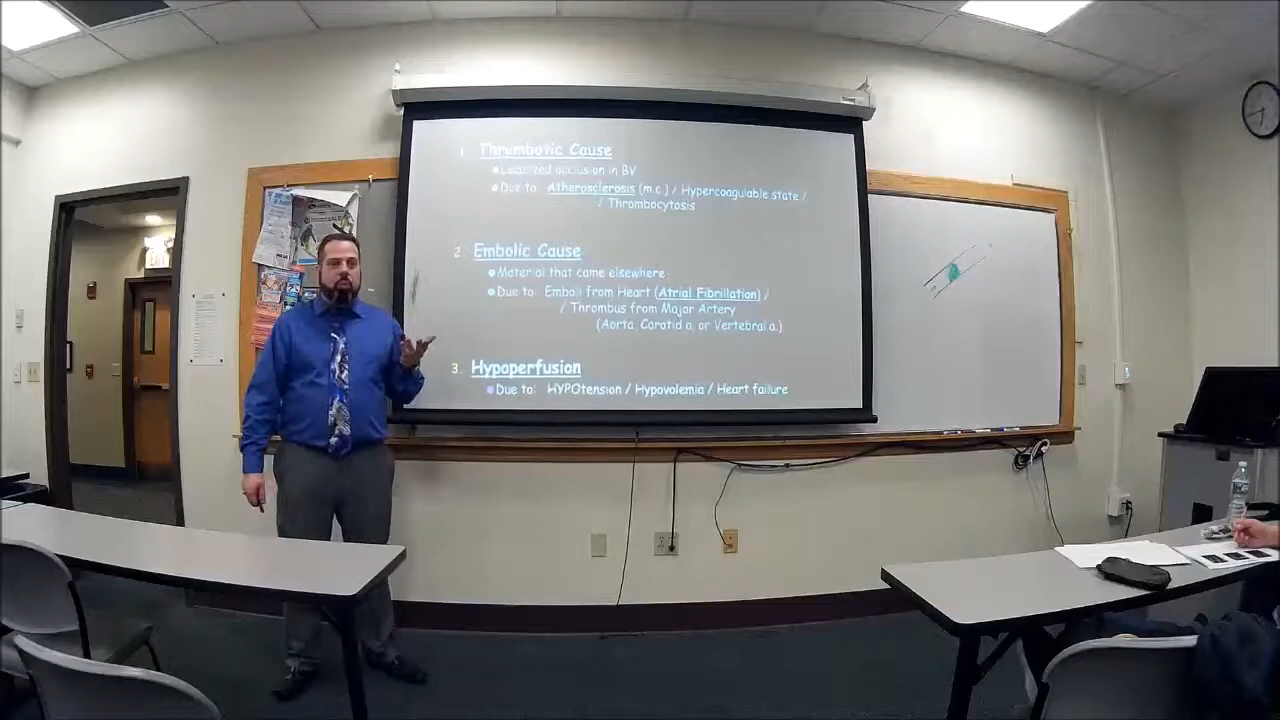 1. Thrombotic Cause
Localized occlusion in BV
Due to: Atherosclerosis (m.c.) / Hypercoagulable state /
/ Thrombocytosis
2. Embolic Cause
Material that came elsewhere
Due to: Emboli from Heart (Atrial Fibrillation) /
/ Thrombus from Major Artery
(Aorta, Carotid a, or Vertebral a.)
3. Hypoperfusion
Due to: HYPOtension / Hypovolemia / Heart failure
EXIT
SALE